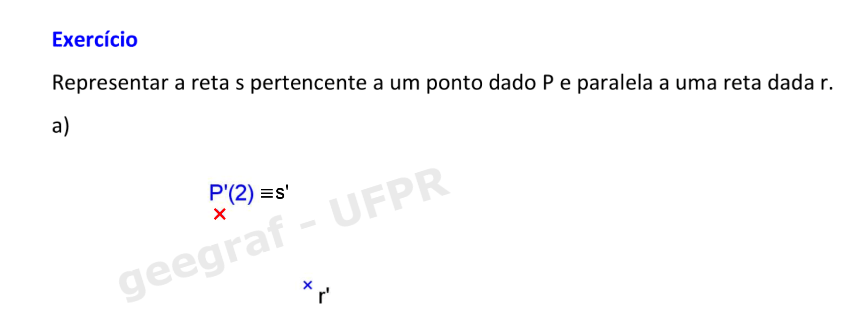 Exercício
Representar a reta s pertencente a um ponto dado P e paralela a uma reta dada r.
a)
P'(2) ≡s'
geegraf - UFPR
r'